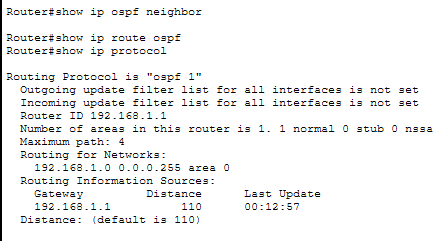 Router#show ip ospf neighbor
Router#show ip route ospf
Router#show ip protocol
Routing Protocol is "ospf 1"
Outgoing update filter list for all interfaces is not set
Incoming update filter list for all interfaces is not set
Router ID 192.168.1.1
Number of areas in this router is 1. 1 normal 0 stub 0 nssa
Maximum path: 4
Routing for Networks:
192.168.1.0 0.0.0.255 area 0
Routing Information Sources:
Gateway Distance Last Update
192.168.1.1 110 00:12:57
Distance: (default is 110)